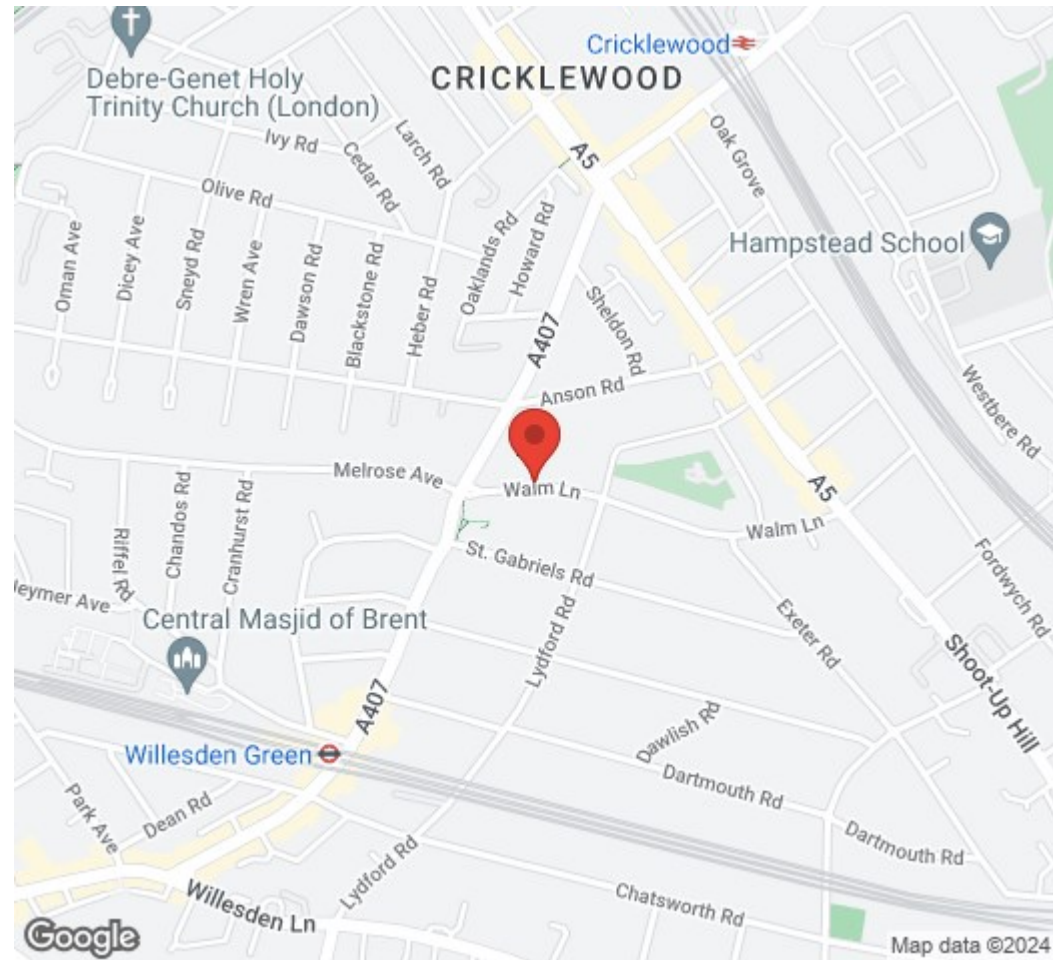 Cricklewood
CRICKLEWOOD
Debre-Genet Holy
Trinity Church (London)
Ivy Rd
Cedar Rd
Larch Rd
A5
Oak Grove
Olive Rd
Oaklands Rd
Howard Rd
Hampstead School
Oman Ave
Dicey Ave
Sneyd Rd
Wren Ave
Dawson Rd
Blackstone Rd
Heber Rd
A407
Sheldon Rd
Anson Rd
Westbere Rd
Melrose Ave
Walm Ln
A5
Walm Ln
Riffel Rd
Chandos Rd
Cranhurst Rd
St. Gabriels Rd
Fordwych Rd
eymer Ave
Central Masjid of Brent
Lydford Rd
Exeter Rd
Shoot-Up Hill
A407
Willesden Green
Dawlish Rd
Dartmouth Rd
Park Ave
Dean Rd
Dartmouth Rd
Lydford Rd
Willesden Ln
Chatsworth Rd
Google
Map data ©2024